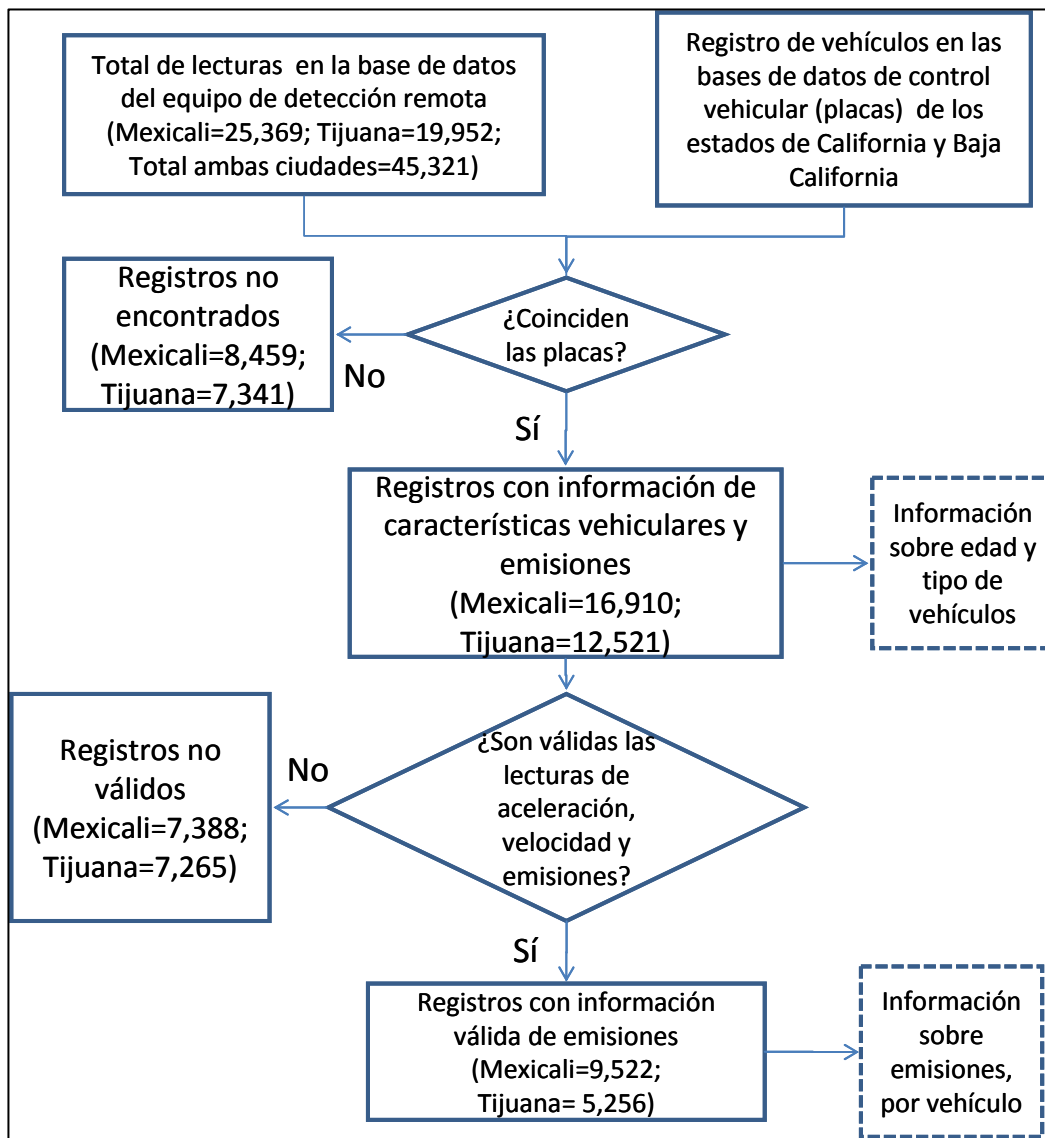 Total de lecturas en la base de datos
del equipo de detección remota
(Mexicali=25,369; Tijuana=19,952;
Total ambas ciudades=45,321)
Registro de vehículos en las
bases de datos de control
vehicular (placas) de los
estados de California y Baja
California
¿Coinciden
las placas?
No
Registros no
encontrados
(Mexicali=8,459;
Tijuana=7,341)
Sí
Registros con información de
características vehiculares y
emisiones
(Mexicali=16,910;
Tijuana=12,521)
Información
sobre edad y
tipo de
vehículos
¿Son válidas las
lecturas de
aceleración,
velocidad y
emisiones?
No
Registros no
válidos
(Mexicali=7,388;
Tijuana=7,265)
Sí
Registros con información
válida de emisiones
(Mexicali=9,522;
Tijuana= 5,256)
Información
sobre
emisiones,
por vehículo